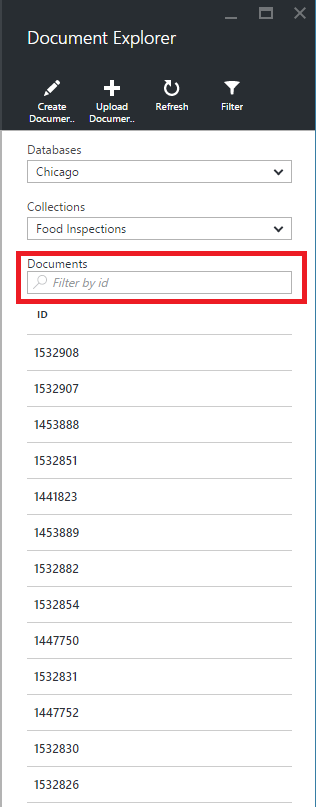 Document Explorer
Create Documer..
Upload Documer..
Refresh
Filter
Databases
Chicago
Collections
Food Inspections
Documents
Filter by id
ID
1532908
1532907
1453888
1532851
1441823
1453889
1532882
1532854
1447750
1532831
1447752
1532830
1532826